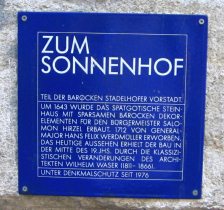 ZUM
SONNENHOF
TEIL DER BAROCKEN STADELHOFER VORSTADT.
UM 1643 WURDE DAS SPÄTGOTISCHE STEIN-
HAUS MIT SPARSAMEN BAROCKEN DEKOR-
ELEMENTEN FÜR DEN BÜRGERMEISTER SALO-
MON HIRZEL ERBAUT. 1712 VON GENERAL-
MAJOR HANS FELIX WERDMÜLLER ERWORBEN.
DAS HEUTIGE AUSSEHEN ERHIELT DER BAU IN
DER MITTE DES 19. JHS. DURCH DIE KLASSIZI-
STISCHEN VERÄNDERUNGEN DES ARCHI-
TEKTEN WILHELM WASER (1811-1866).
UNTER DENKMALSCHUTZ SEIT 1976